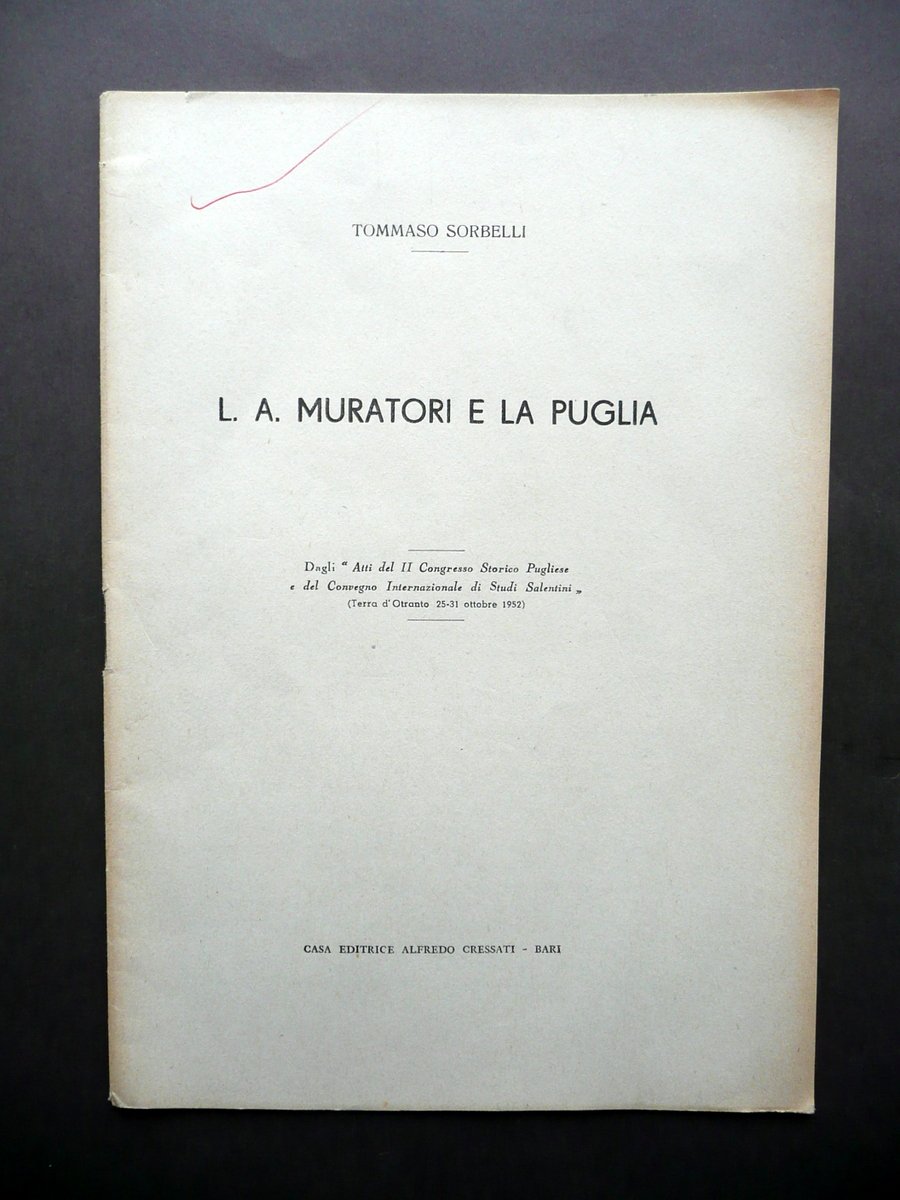 TOMMASO SORBELLI
L. A. MURATORI E LA PUGLIA
Dagli “ Atti del II Congresso Storico Pugliese
e del Convegno Internazionale di Studi Salentini „
(Terra d'Otranto 25-31 ottobre 1952)
CASA EDITRICE ALFREDO CRESSATI - BARI